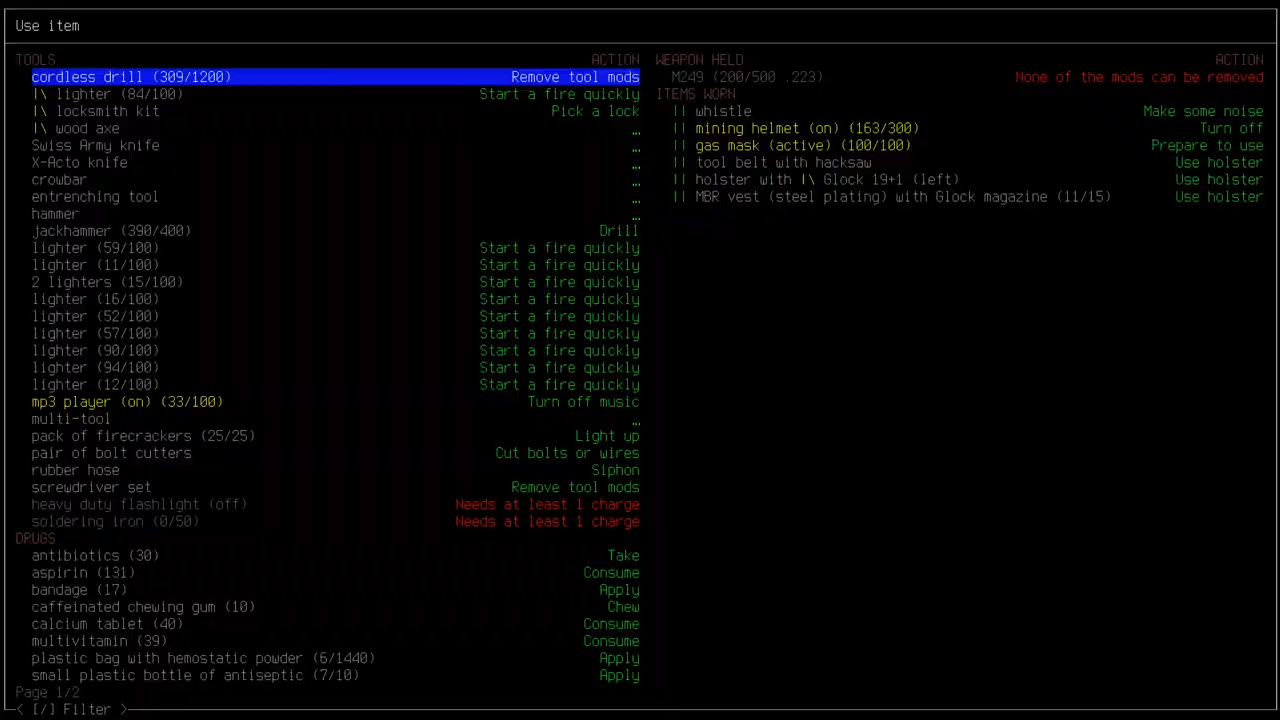 Use item
TOOLS ACTION
cordless drill (309/1200) Remove tool mods
|\ lighter (84/100) Start a fire quickly
|\ locksmith kit Pick a lock
|\ wood axe …
Swiss Army knife …
X-Acto knife …
crowbar …
entrenching tool …
hammer …
jackhammer (390/400) Drill
lighter (59/100) Start a fire quickly
lighter (11/100) Start a fire quickly
2 lighters (15/100) Start a fire quickly
lighter (16/100) Start a fire quickly
lighter (52/100) Start a fire quickly
lighter (57/100) Start a fire quickly
lighter (90/100) Start a fire quickly
lighter (94/100) Start a fire quickly
lighter (12/100) Start a fire quickly
mp3 player (on) (33/100) Turn off music
multi-tool …
pack of firecrackers (25/25) Light up
pair of bolt cutters Cut bolts or wires
rubber hose Siphon
screwdriver set Remove tool mods
heavy duty flashlight (off) Needs at least 1 charge
soldering iron (0/50) Needs at least 1 charge
DRUGS
antibiotics (30) Take
aspirin (131) Consume
bandage (17) Apply
caffeinated chewing gum (10) Chew
calcium tablet (40) Consume
multivitamin (39) Consume
plastic bag with hemostatic powder (6/1440) Apply
small plastic bottle of antiseptic (7/10) Apply
Page 1/2
< [/] Filter >
WEAPON HELD ACTION
M249 (200/500 .223) None of the mods can be removed
ITEMS WORN
|| whistle Make some noise
|| mining helmet (on) (163/300) Turn off
|| gas mask (active) (100/100) Prepare to use
|| tool belt with hacksaw Use holster
|| holster with |\ Glock 19+1 (left) Use holster
|| MBR vest (steel plating) with Glock magazine (11/15) Use holster